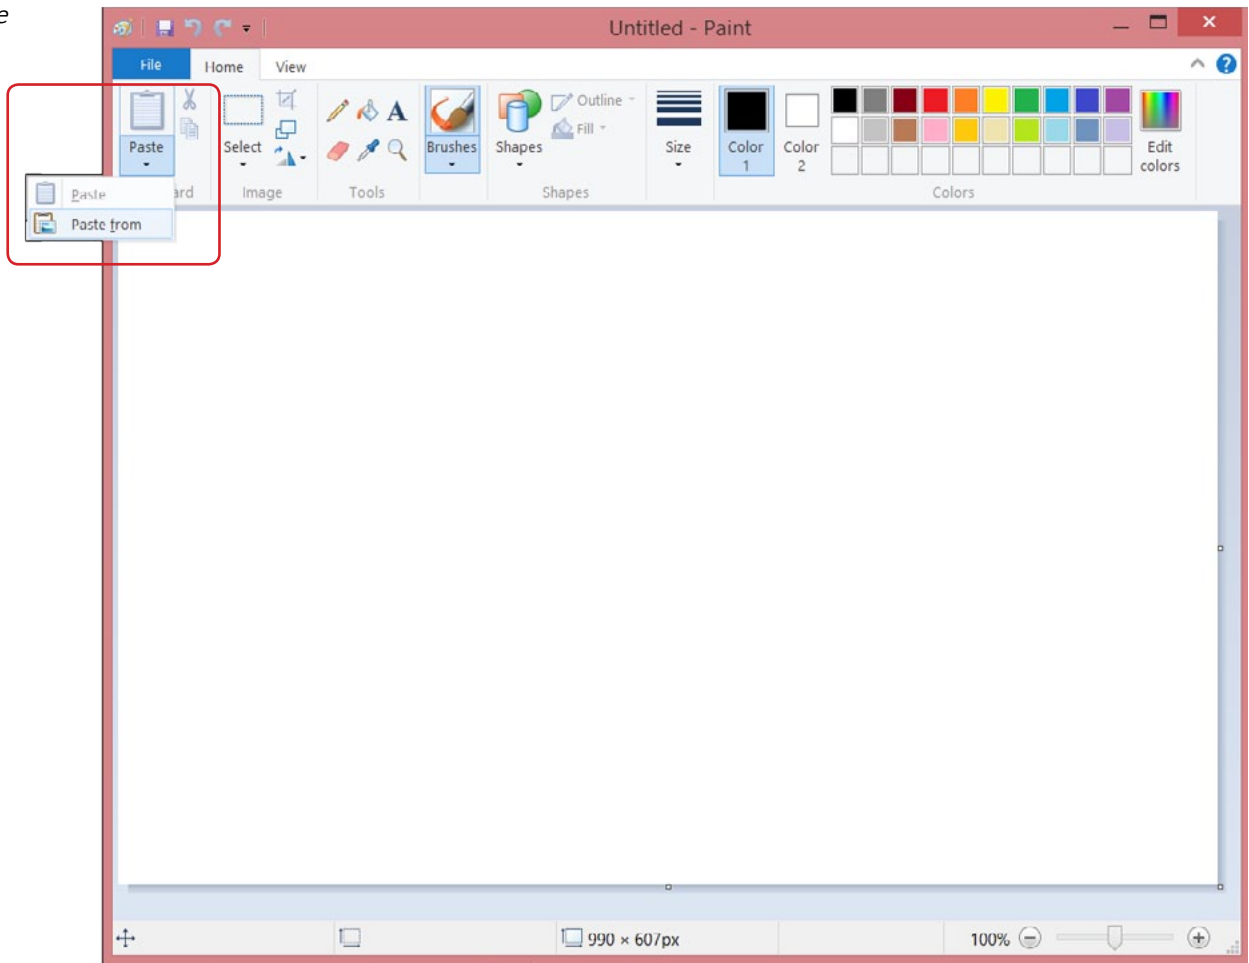 e
Untitled - Paint
File Home View
Outline
Fill
Paste Select Brushes Shapes Size Color 1 Color 2 Edit colors
ard Image Tools Shapes Colors
Paste
Paste from
990 × 607px 100%